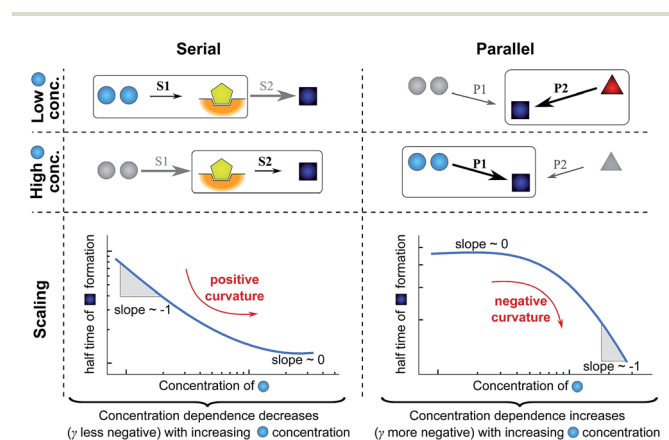 Serial
Parallel
Low
conc.
S1
S2
P1
P2
High
conc.
S1
S2
P1
P2
Scaling
half time of formation
positive
curvature
slope ~ -1
slope ~ 0
Concentration of
half time of formation
slope ~ 0
negative
curvature
slope ~ -1
Concentration of
Concentration dependence decreases
(γ less negative) with increasing concentration
Concentration dependence increases
(γ more negative) with increasing concentration